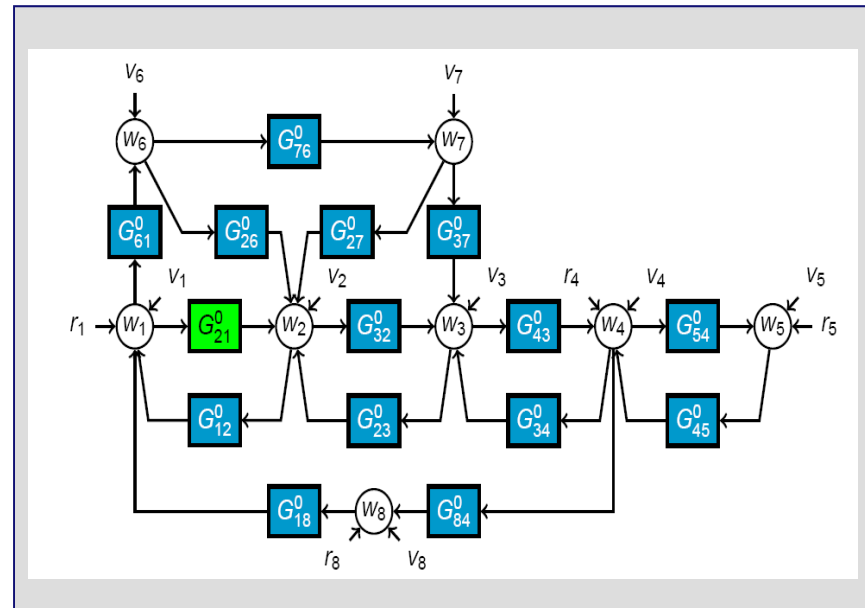 v6 v7
w6 G⁰76 w7
G⁰61 G⁰26 G⁰27 G⁰37
v1 v2 v3 r4 v4 v5
r1 w1 G⁰21 w2 G⁰32 w3 G⁰43 w4 G⁰54 w5 r5
G⁰12 G⁰23 G⁰34 G⁰45
G⁰18 w8 G⁰84
r8 v8